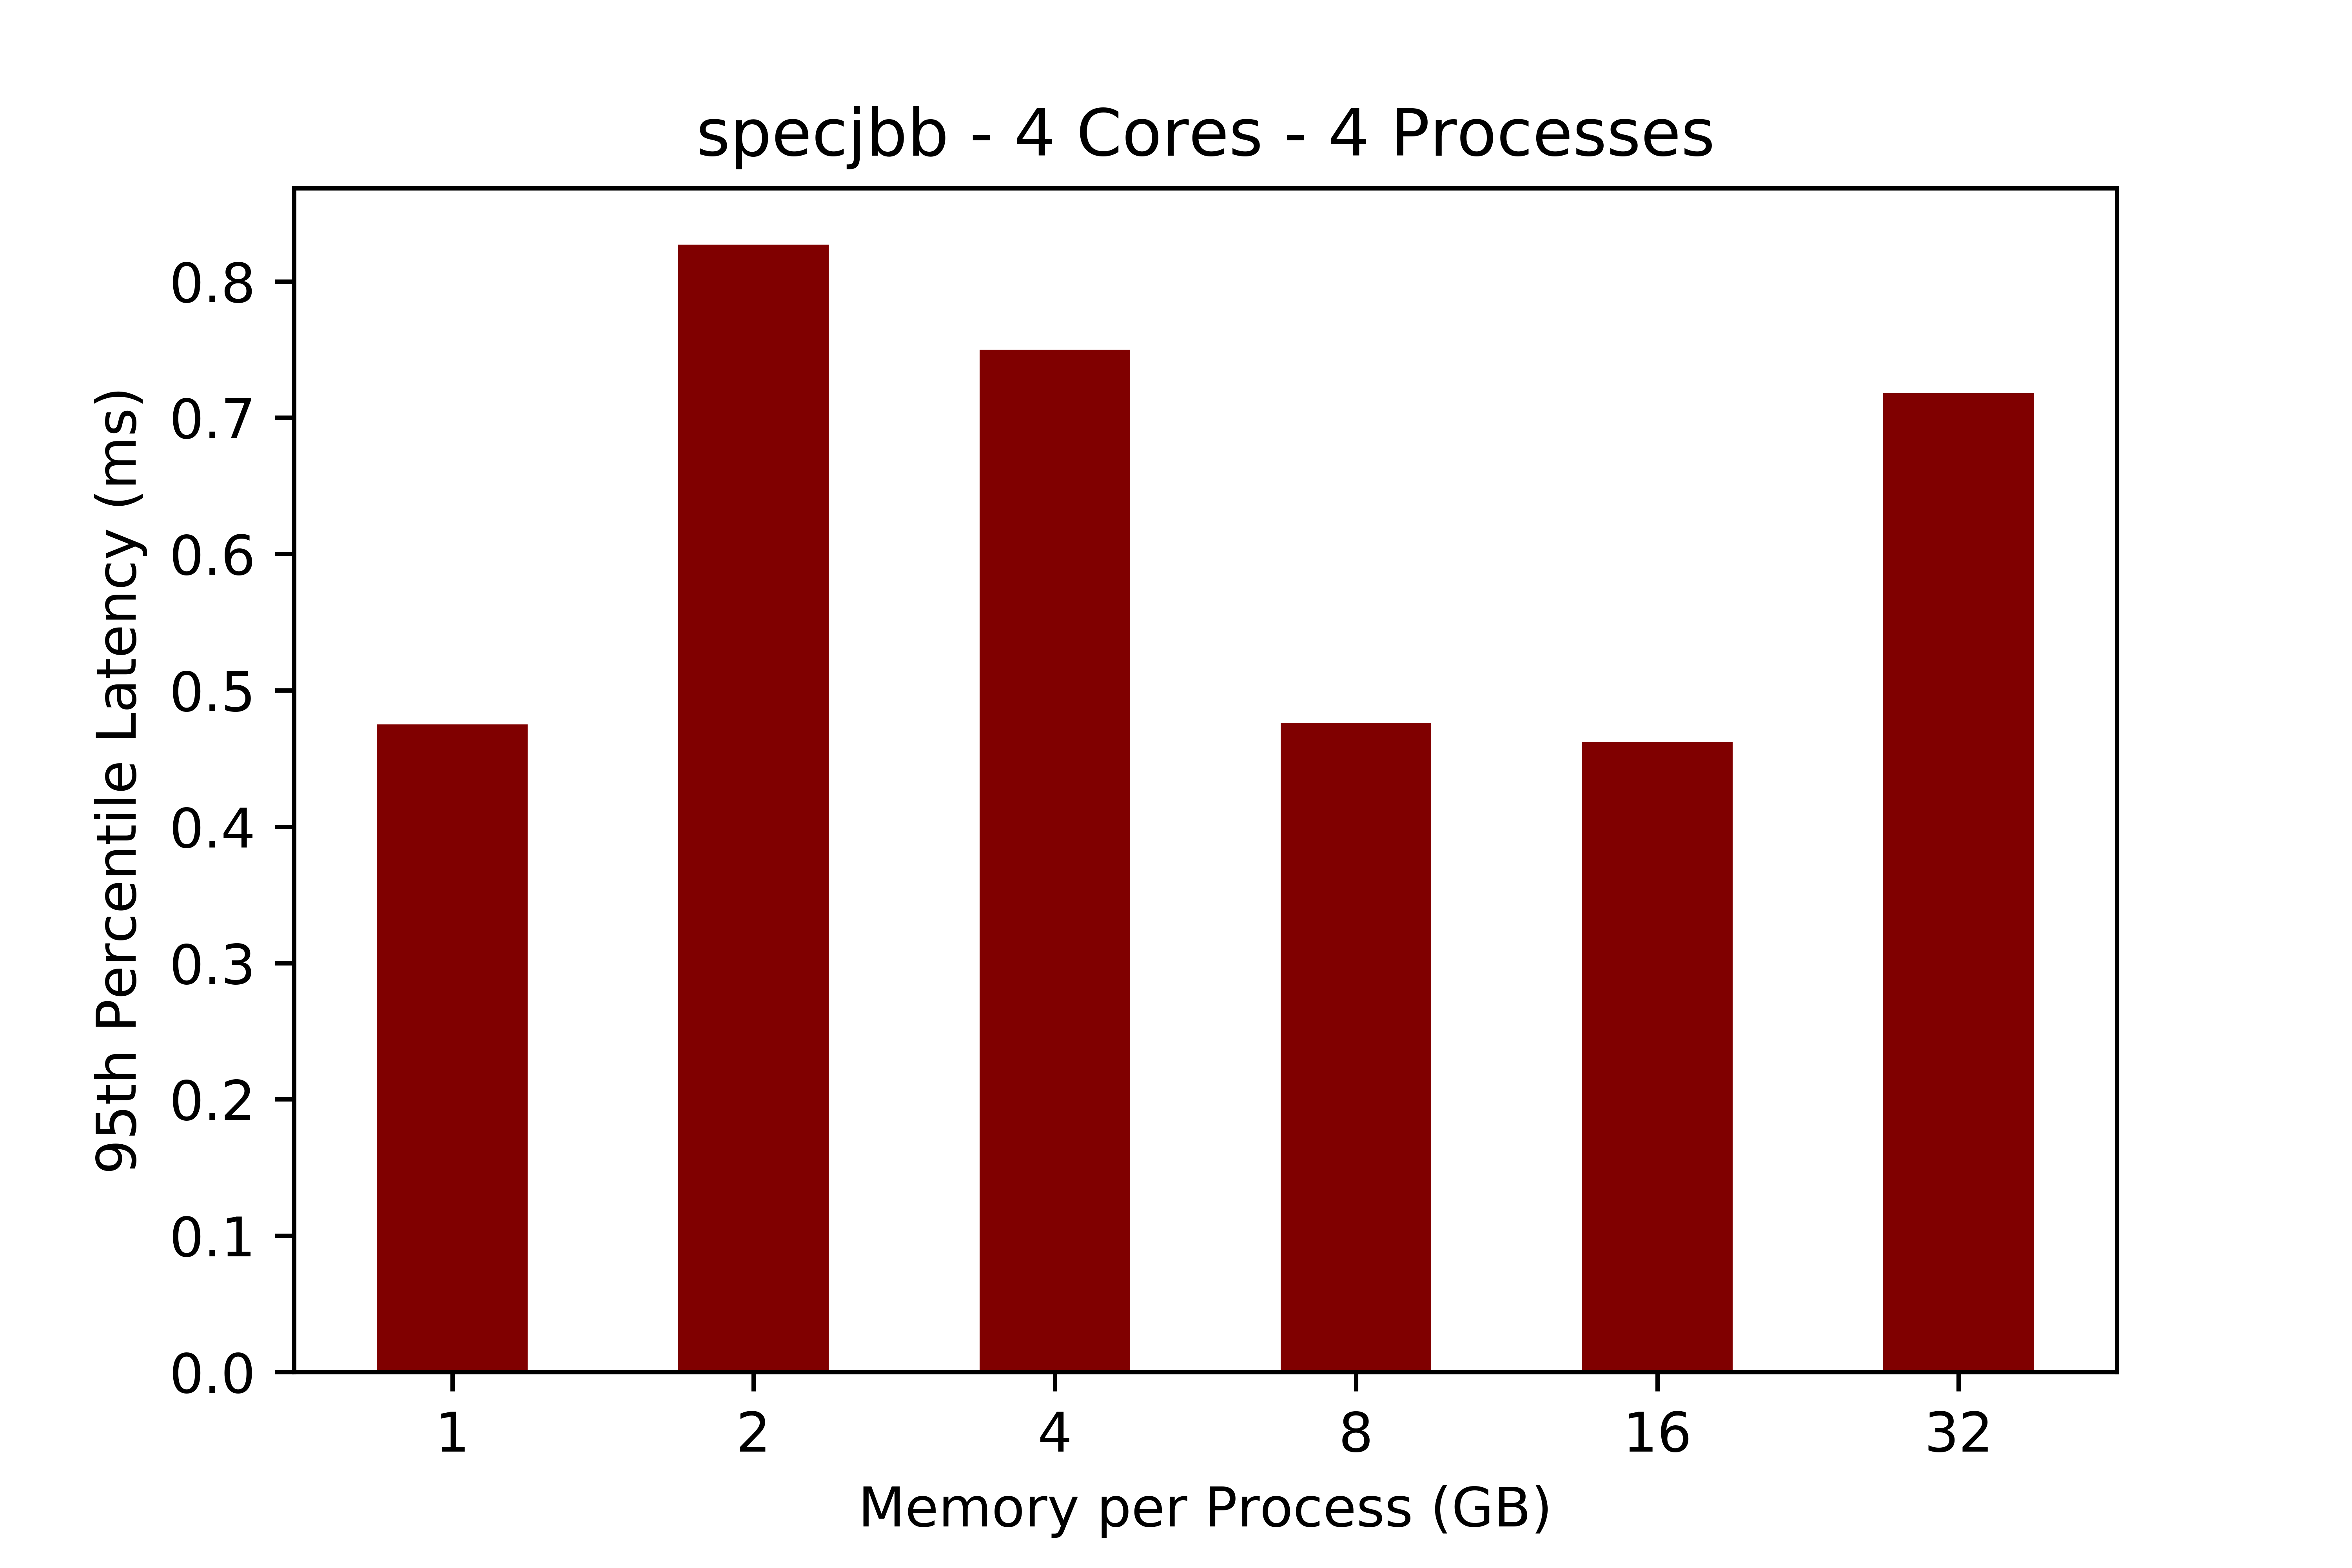 specjbb - 4 Cores - 4 Processes
95th Percentile Latency (ms)
0.8
0.7
0.6
0.5
0.4
0.3
0.2
0.1
0.0
1 2 4 8 16 32
Memory per Process (GB)